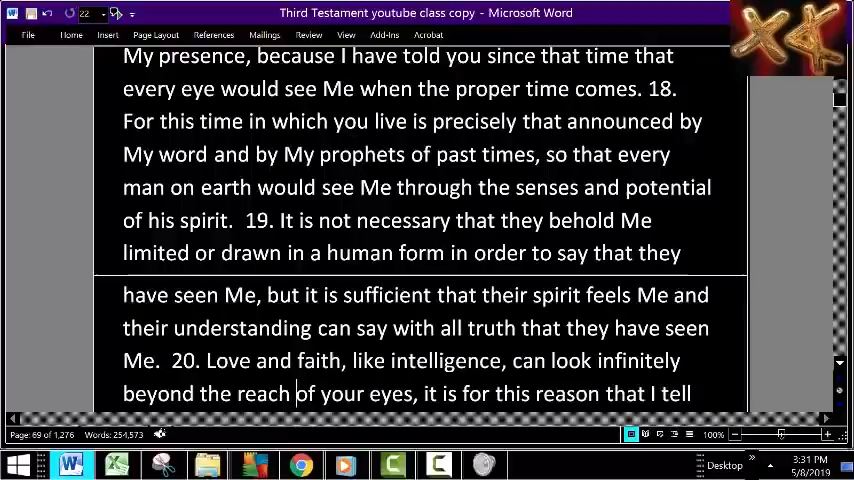 22
Third Testament youtube class copy - Microsoft Word
File Home Insert Page Layout References Mailings Review View Add-Ins Acrobat
My presence, because I have told you since that time that
every eye would see Me when the proper time comes. 18.
For this time in which you live is precisely that announced by
My word and by My prophets of past times, so that every
man on earth would see Me through the senses and potential
of his spirit.  19. It is not necessary that they behold Me
limited or drawn in a human form in order to say that they
have seen Me, but it is sufficient that their spirit feels Me and
their understanding can say with all truth that they have seen
Me.  20. Love and faith, like intelligence, can look infinitely
beyond the reach of your eyes, it is for this reason that I tell
Page: 69 of 1,276 Words: 254,573 100%
Desktop
3:31 PM
5/8/2019